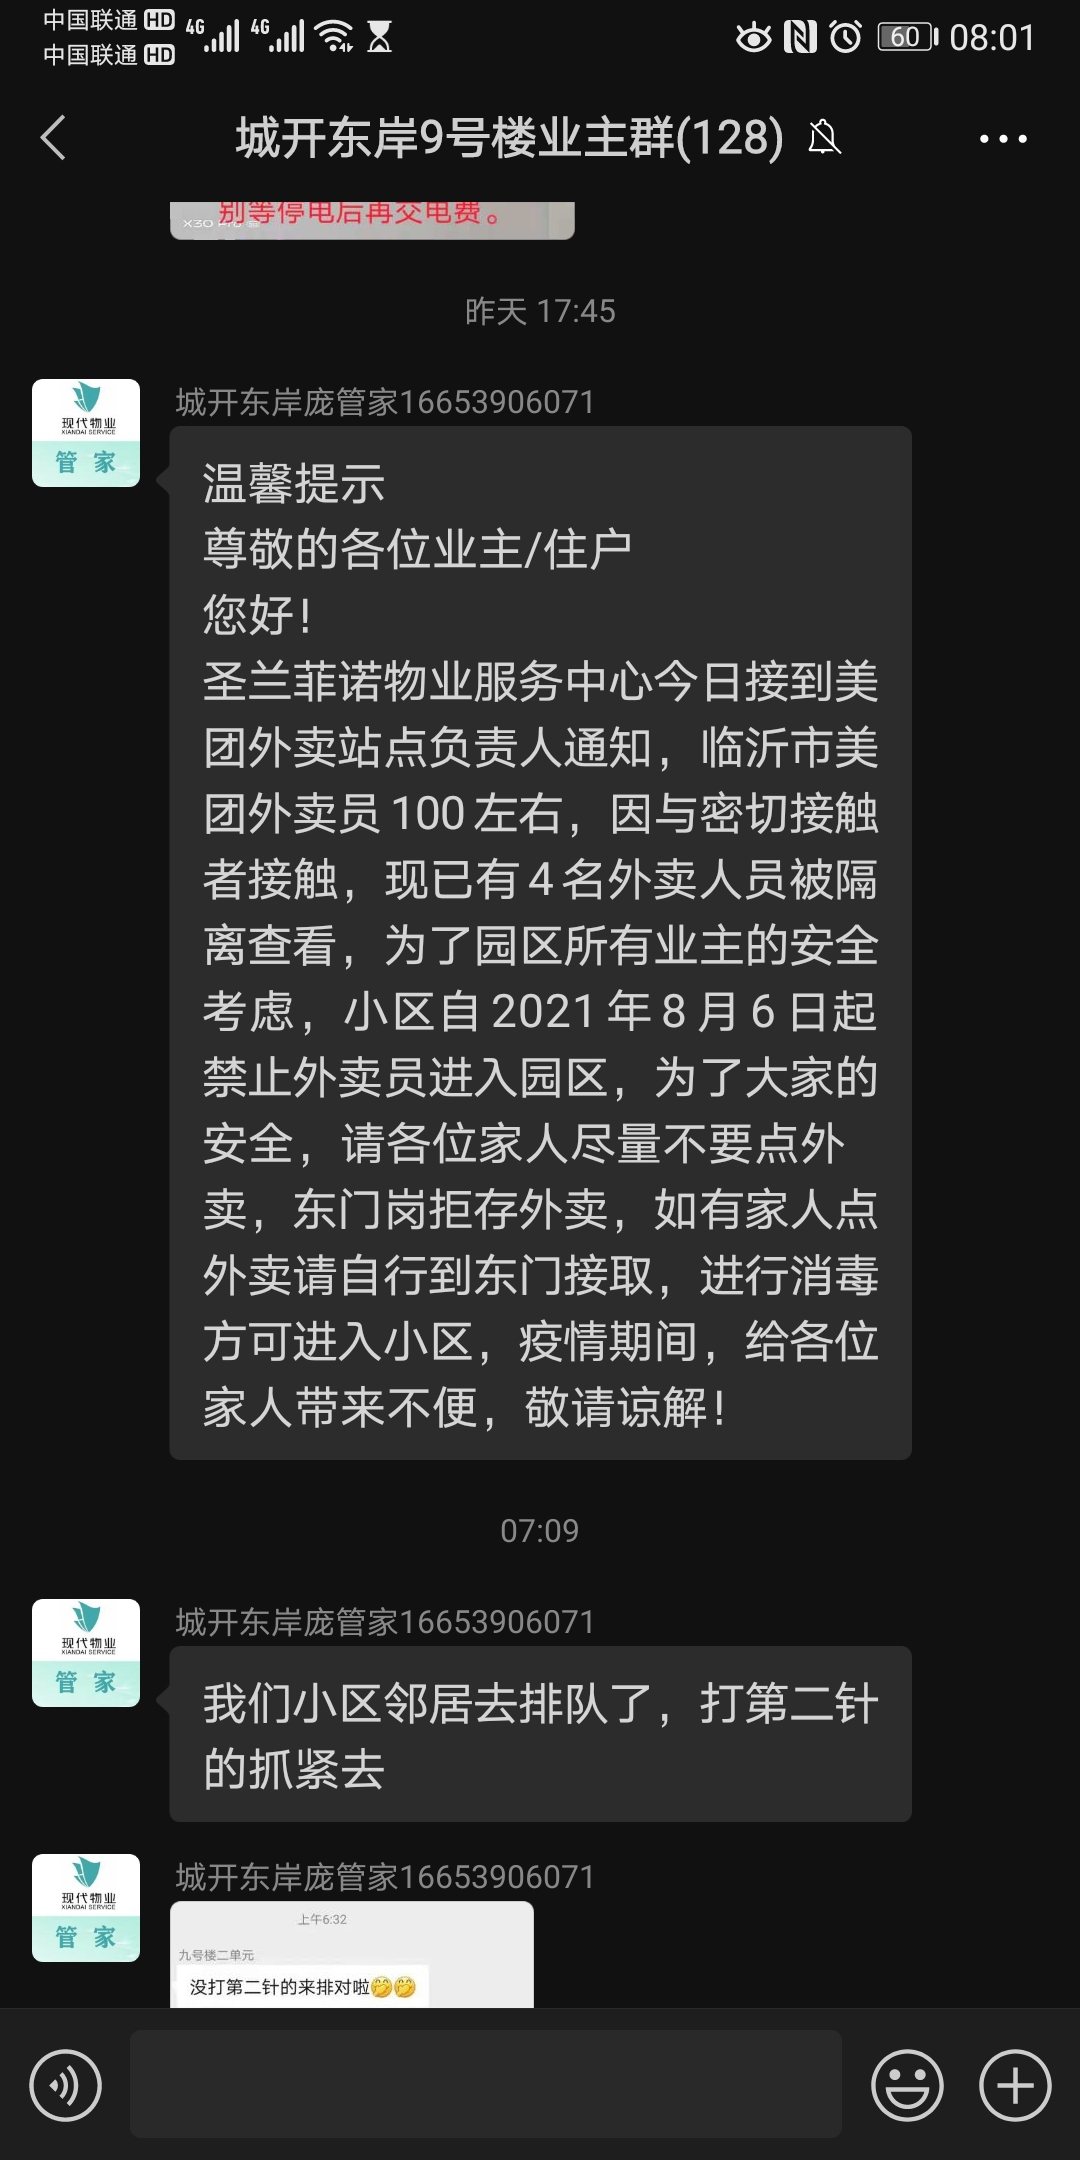 中国联通 HD 4G 4G 60 08:01
中国联通 HD
城开东岸9号楼业主群(128)
别等停电后再交电费。
昨天 17:45
城开东岸庞管家16653906071
现代物业
XIANDAI SERVICE
管 家
温馨提示
尊敬的各位业主/住户
您好！
圣兰菲诺物业服务中心今日接到美
团外卖站点负责人通知，临沂市美
团外卖员100左右，因与密切接触
者接触，现已有4名外卖人员被隔
离查看，为了园区所有业主的安全
考虑，小区自2021年8月6日起
禁止外卖员进入园区，为了大家的
安全，请各位家人尽量不要点外
卖，东门岗拒存外卖，如有家人点
外卖请自行到东门接取，进行消毒
方可进入小区，疫情期间，给各位
家人带来不便，敬请谅解！
07:09
城开东岸庞管家16653906071
现代物业
XIANDAI SERVICE
管 家
我们小区邻居去排队了，打第二针
的抓紧去
城开东岸庞管家16653906071
现代物业
XIANDAI SERVICE
管 家
上午6:32
九号楼二单元
没打第二针的来排对啦🤭🤭